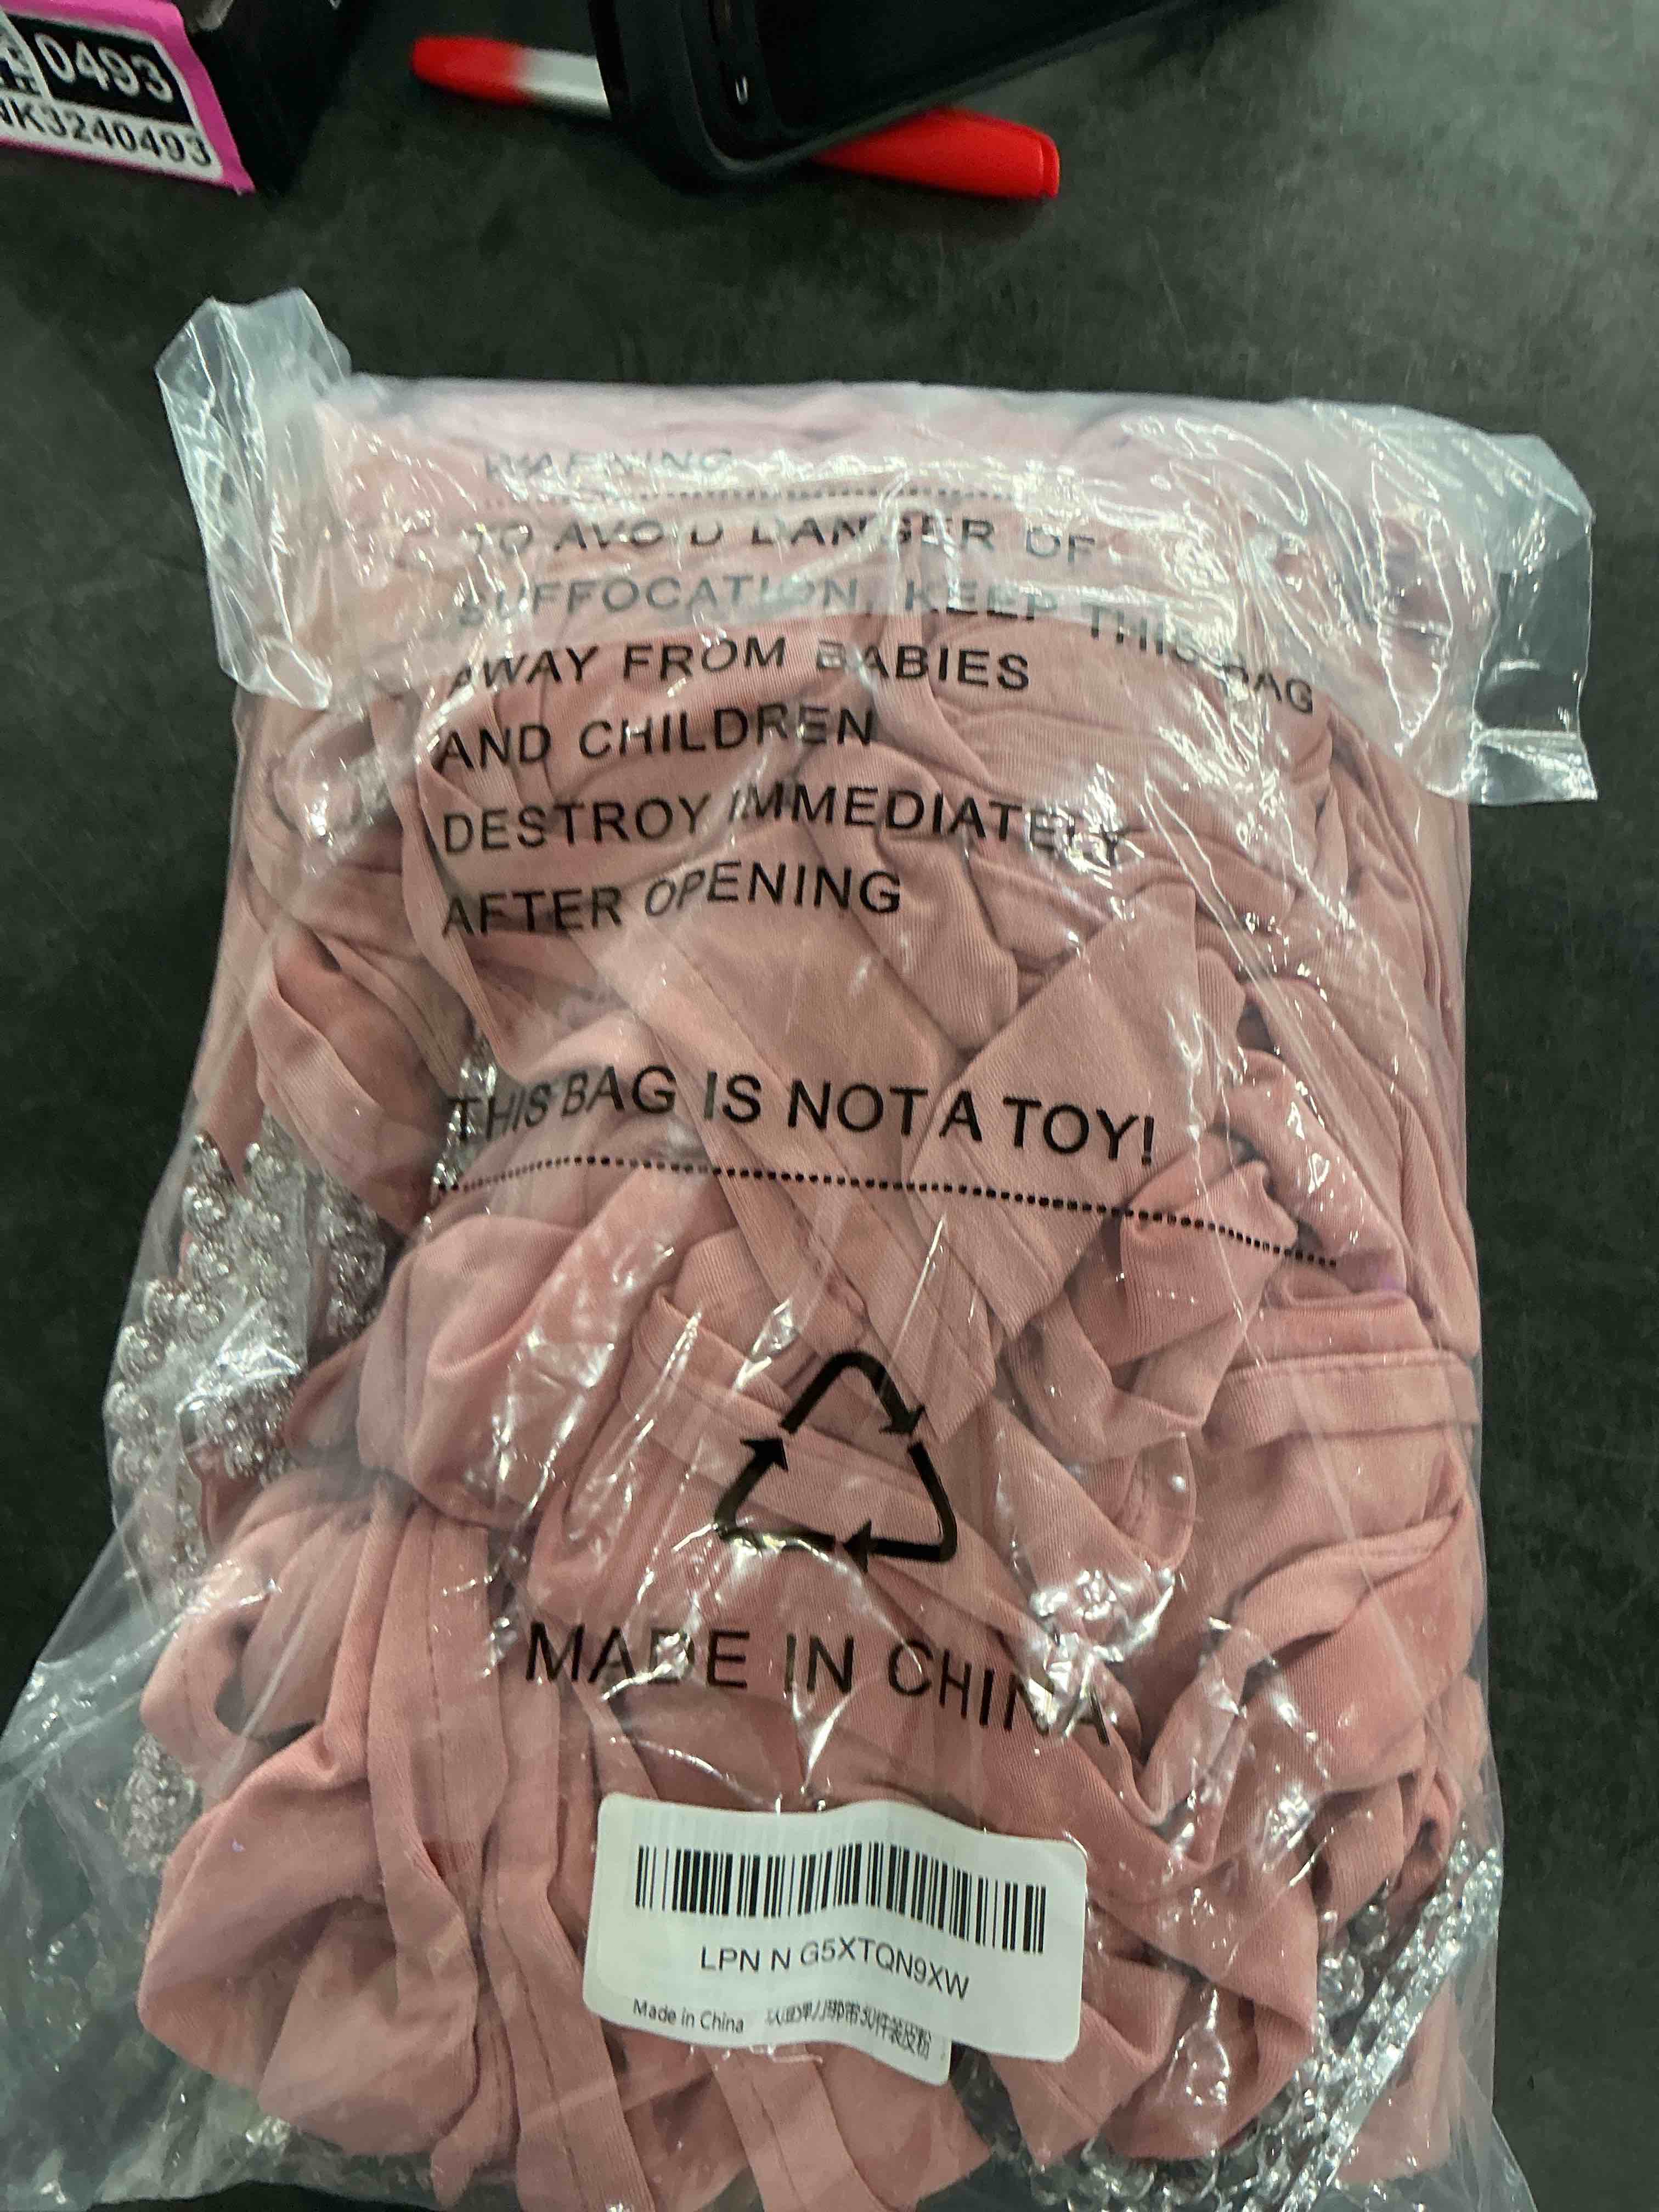 0493
NK3240493
WARNING
TO AVOID DANGER OF
SUFFOCATION, KEEP THIS BAG
AWAY FROM BABIES
AND CHILDREN
DESTROY IMMEDIATELY
AFTER OPENING
THIS BAG IS NOT A TOY!
MADE IN CHINA
LPN N G5XTQN9XW
Made in China